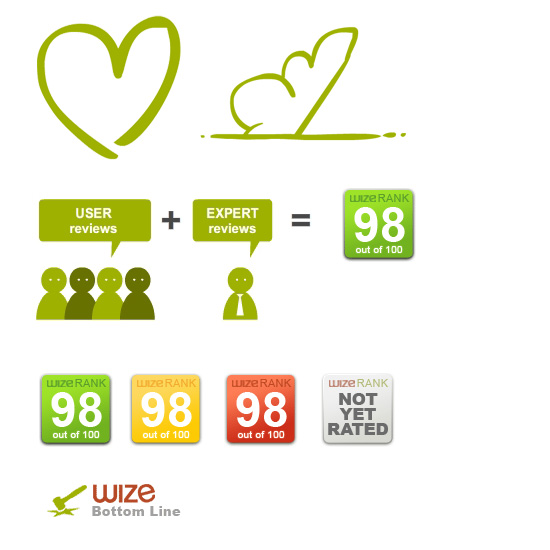 USER
reviews
+
EXPERT
reviews
=
WIZE RANK
98
out of 100
WIZE RANK
98
out of 100
WIZE RANK
98
out of 100
WIZE RANK
98
out of 100
WIZE RANK
NOT
YET
RATED
WIZE
Bottom Line